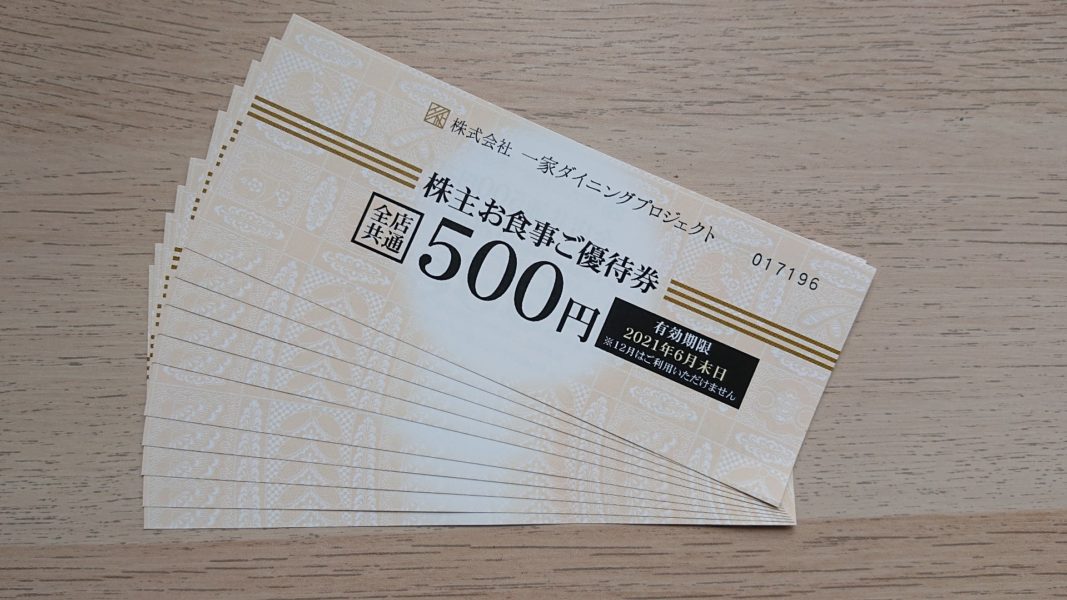 株式会社 一家ダイニングプロジェクト
017196
株主お食事ご優待券
全店
共通
500円
有効期限
2021年6月末日
※12月はご利用いただけません